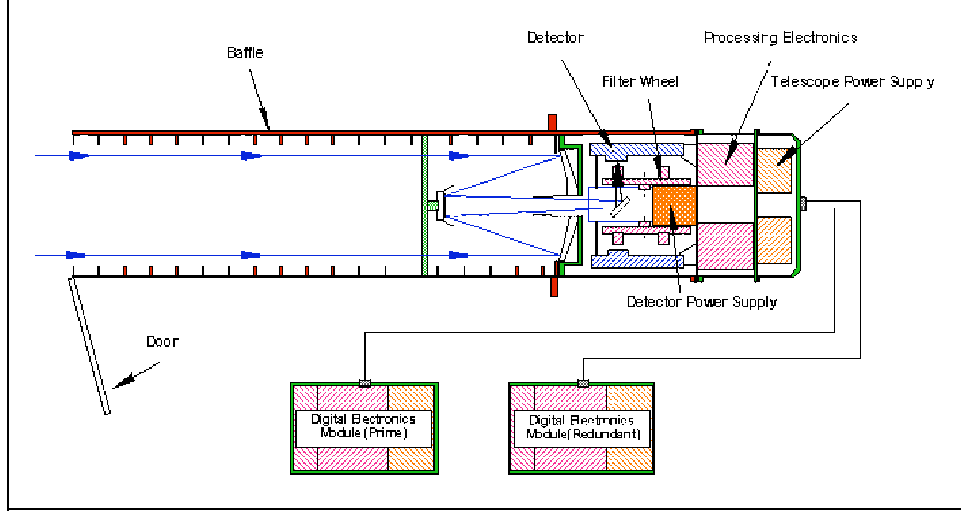 Detector
Processing Electronics
Baffle
Filter Wheel
Telescope Power Supply
Detector Power Supply
Door
Digital Electronics
Module (Prime)
Digital Electronics
Module(Redundant)